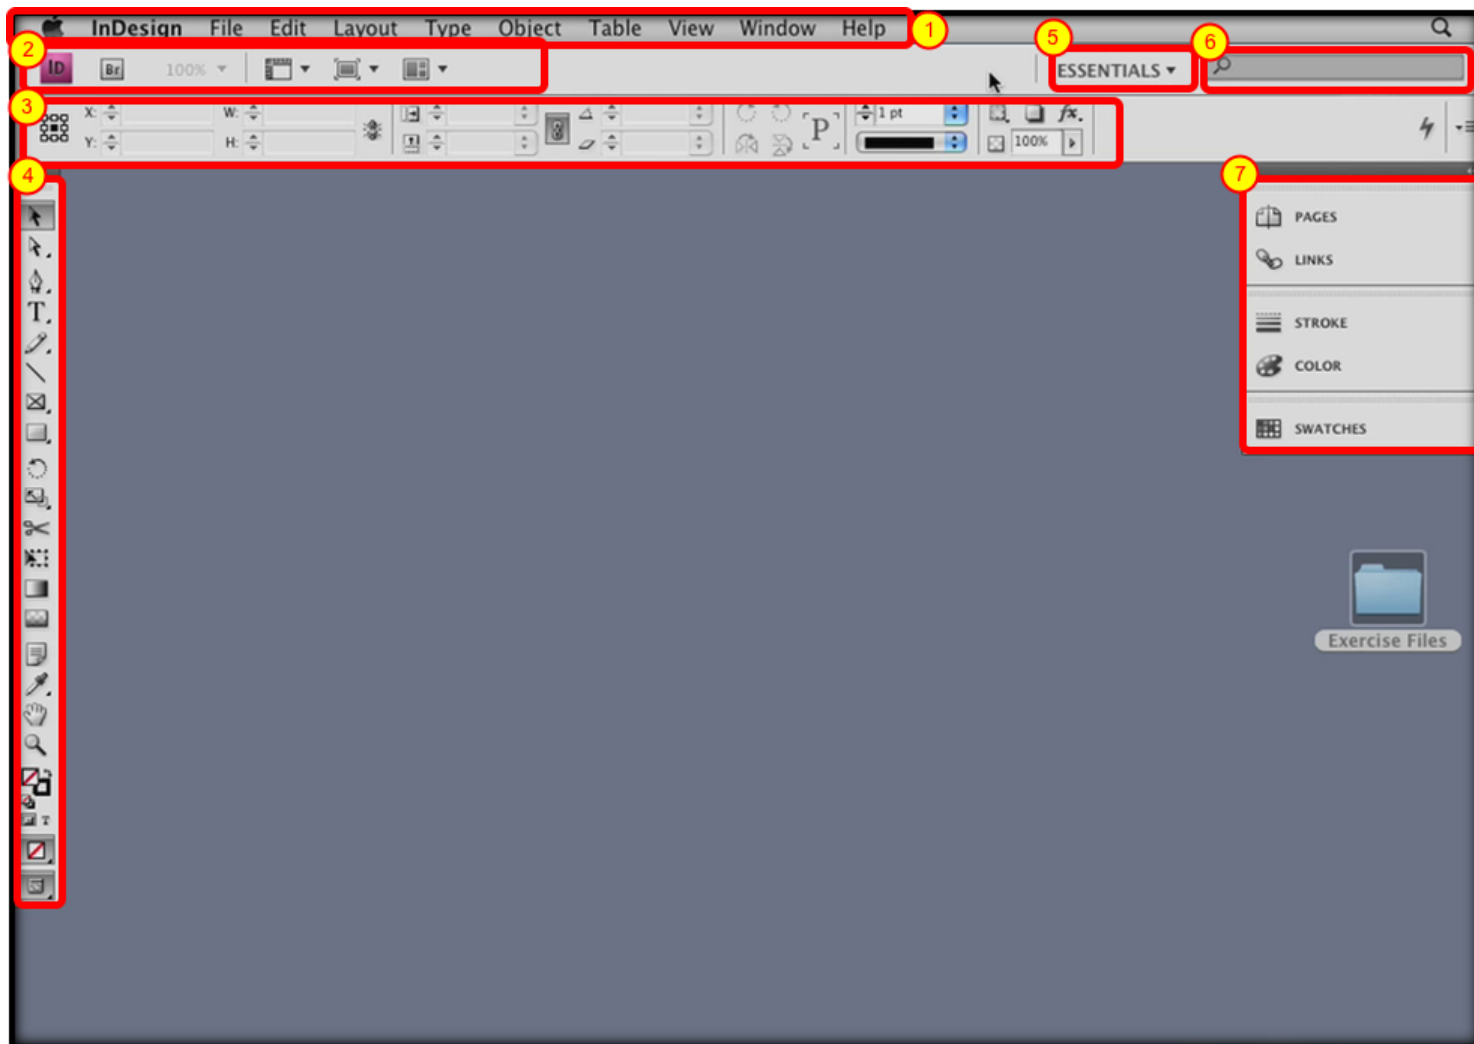 InDesign File Edit Layout Type Object Table View Window Help 1
2 5 6
ID Br 100% ESSENTIALS
3
X: W: 1 pt fx.
Y: H: P 100%
4 7
PAGES
LINKS
T.
STROKE
COLOR
SWATCHES
Exercise Files
T